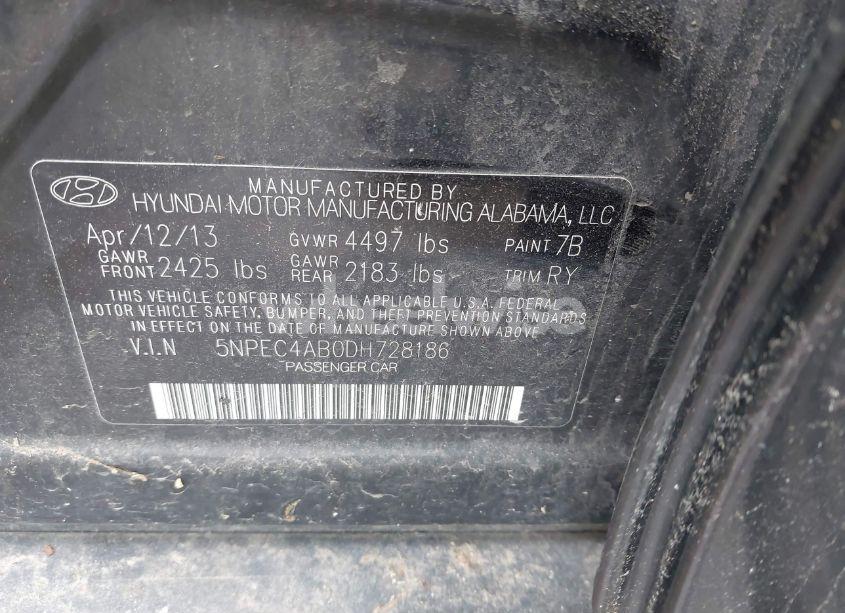 MANUFACTURED BY
HYUNDAI MOTOR MANUFACTURING ALABAMA, LLC
Apr/12/13 GVWR 4497 lbs PAINT 7B
GAWR FRONT 2425 lbs GAWR REAR 2183 lbs TRIM RY
THIS VEHICLE CONFORMS TO ALL APPLICABLE U.S.A. FEDERAL
MOTOR VEHICLE SAFETY, BUMPER, AND THEFT PREVENTION STANDARDS
IN EFFECT ON THE DATE OF MANUFACTURE SHOWN ABOVE.
V.I.N 5NPEC4AB0DH728186
PASSENGER CAR